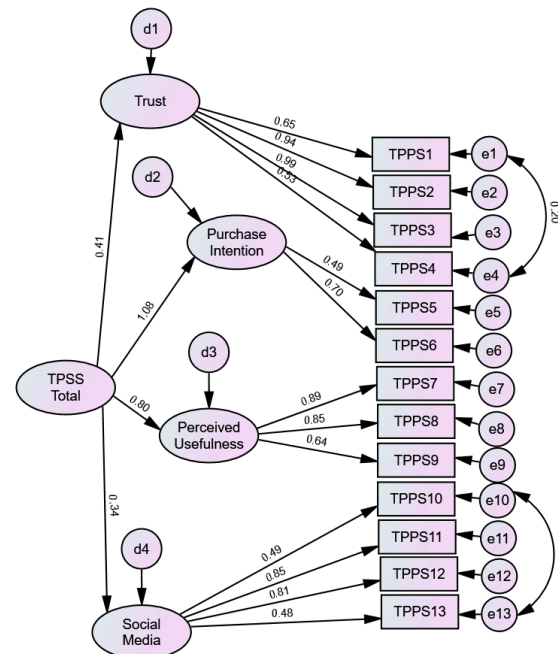 d1
Trust
0.65
0.94
0.99
0.53
TPPS1
e1
TPPS2
e2
TPPS3
e3
TPPS4
e4
0.20
d2
Purchase
Intention
0.49
0.70
TPPS5
e5
TPPS6
e6
0.41
1.08
TPSS
Total
0.80
0.34
d3
Perceived
Usefulness
0.89
0.85
0.64
TPPS7
e7
TPPS8
e8
TPPS9
e9
d4
Social
Media
0.49
0.85
0.81
0.48
TPPS10
e10
TPPS11
e11
TPPS12
e12
TPPS13
e13